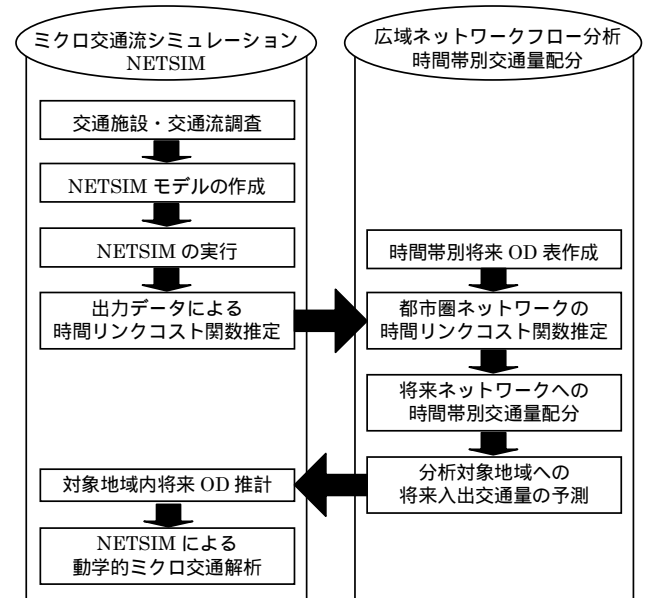 ミクロ交通流シミュレーション
NETSIM
交通施設・交通流調査
NETSIM モデルの作成
NETSIM の実行
出力データによる
時間リンクコスト関数推定
対象地域内将来 OD 推計
NETSIM による
動学的ミクロ交通解析
広域ネットワークフロー分析
時間帯別交通量配分
時間帯別将来 OD 表作成
都市圏ネットワークの
時間リンクコスト関数推定
将来ネットワークへの
時間帯別交通量配分
分析対象地域への
将来入出交通量の予測